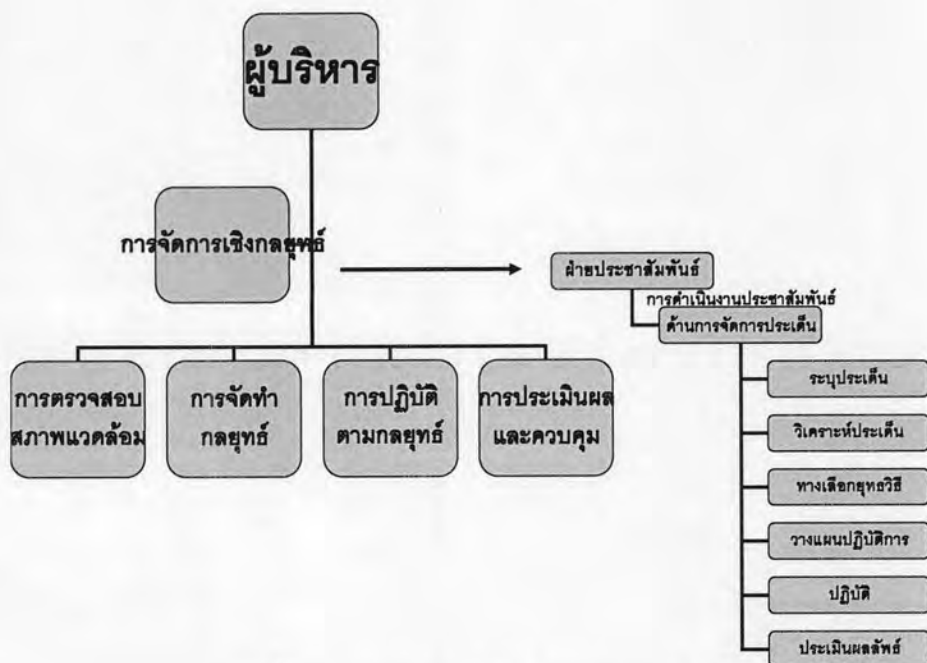 ผู้บริหาร
การจัดการเชิงกลยุทธ์
ฝ่ายประชาสัมพันธ์
การดำเนินงานประชาสัมพันธ์
ด้านการจัดการประเด็น
การตรวจสอบ
สภาพแวดล้อม
การจัดทำ
กลยุทธ์
การปฏิบัติ
ตามกลยุทธ์
การประเมินผล
และควบคุม
ระบุประเด็น
วิเคราะห์ประเด็น
ทางเลือกยุทธวิธี
วางแผนปฏิบัติการ
ปฏิบัติ
ประเมินผลลัพธ์